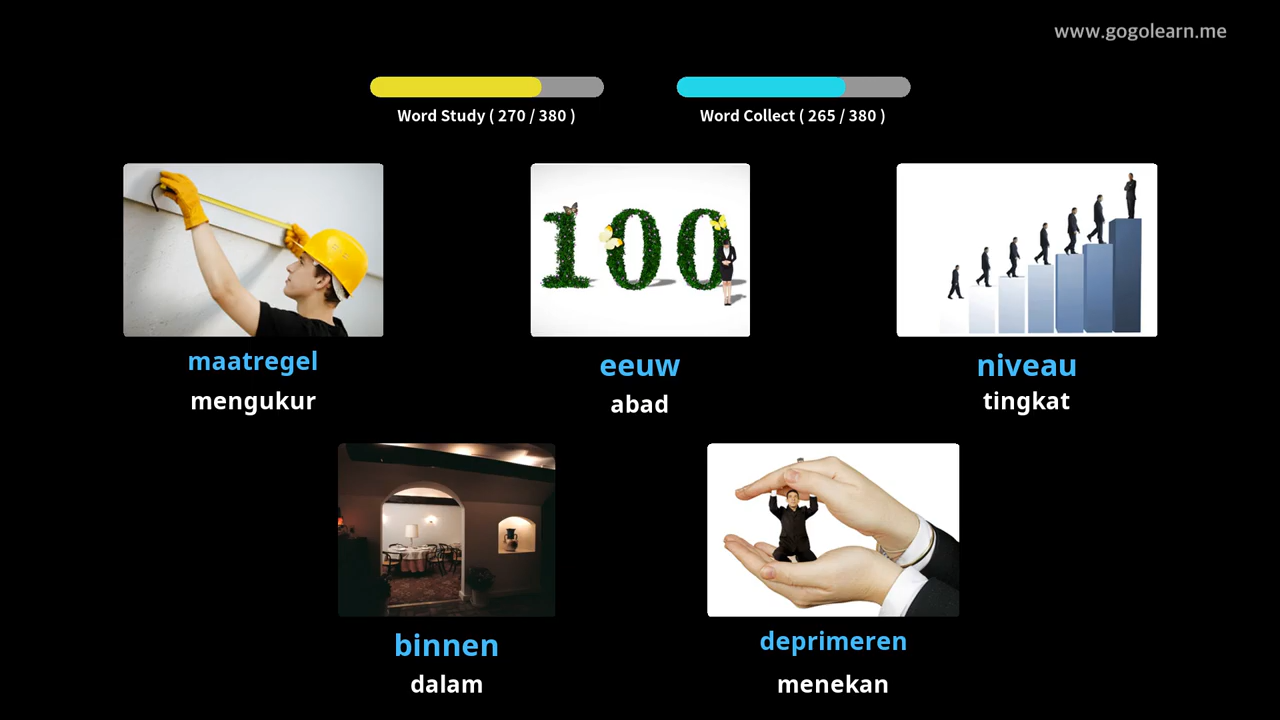 www.gogolearn.me
Word Study ( 270 / 380 )
Word Collect ( 265 / 380 )
maatregel
mengukur
100
eeuw
abad
niveau
tingkat
binnen
dalam
deprimeren
menekan